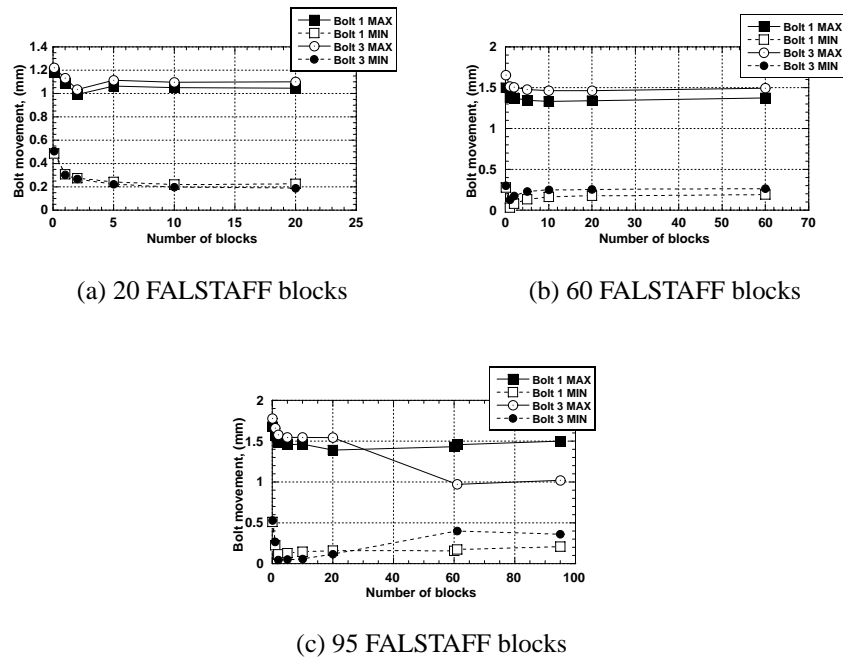 Bolt 1 MAX
Bolt 1 MIN
Bolt 3 MAX
Bolt 3 MIN
Bolt movement, (mm)
1.4
1.2
1
0.8
0.6
0.4
0.2
0
0 5 10 15 20 25
Number of blocks
(a) 20 FALSTAFF blocks
Bolt 1 MAX
Bolt 1 MIN
Bolt 3 MAX
Bolt 3 MIN
Bolt movement, (mm)
2
1.5
1
0.5
0
0 10 20 30 40 50 60 70
Number of blocks
(b) 60 FALSTAFF blocks
Bolt 1 MAX
Bolt 1 MIN
Bolt 3 MAX
Bolt 3 MIN
Bolt movement, (mm)
2
1.5
1
0.5
0
0 20 40 60 80 100
Number of blocks
(c) 95 FALSTAFF blocks